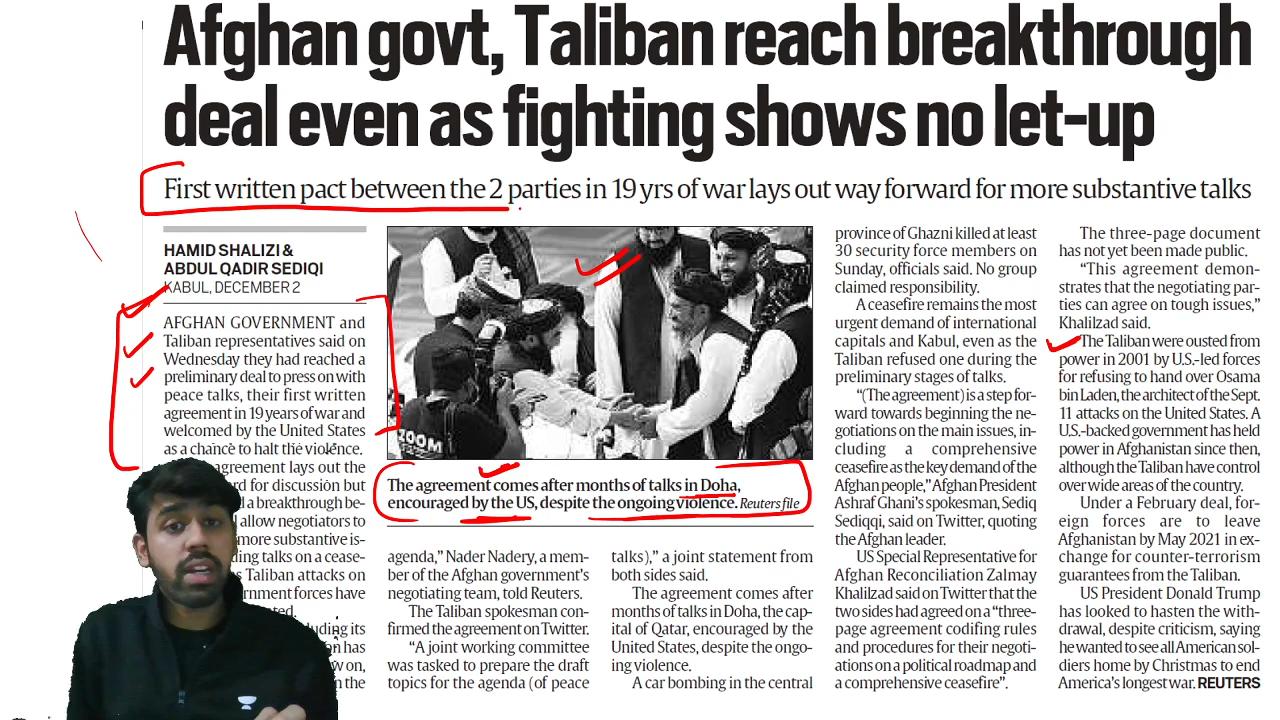 Afghan govt, Taliban reach breakthrough
deal even as fighting shows no let-up
First written pact between the 2 parties in 19 yrs of war lays out way forward for more substantive talks
HAMID SHALIZI &
ABDUL QADIR SEDIQI
KABUL, DECEMBER 2
AFGHAN GOVERNMENT and
Taliban representatives said on
Wednesday they had reached a
preliminary deal to press on with
peace talks, their first written
agreement in 19 years of war and
welcomed by the United States
as a chance to halt the violence.
agreement lays out the
for discussion but
a breakthrough be-
allow negotiators to
more substantive is-
talks on a cease-
Taliban attacks on
forces have
its
has
on,
the
ZOOM
The agreement comes after months of talks in Doha,
encouraged by the US, despite the ongoing violence. Reuters file
agenda,” Nader Nadery, a mem-
ber of the Afghan government's
negotiating team, told Reuters.
The Taliban spokesman con-
firmed the agreement on Twitter.
“A joint working committee
was tasked to prepare the draft
topics for the agenda (of peace
talks),” a joint statement from
both sides said.
The agreement comes after
months of talks in Doha, the cap-
ital of Qatar, encouraged by the
United States, despite the ongo-
ing violence.
A car bombing in the central
province of Ghazni killed at least
30 security force members on
Sunday, officials said. No group
claimed responsibility.
A ceasefire remains the most
urgent demand of international
capitals and Kabul, even as the
Taliban refused one during the
preliminary stages of talks.
“(The agreement) is a step for-
ward towards beginning the ne-
gotiations on the main issues, in-
cluding a comprehensive
ceasefire as the key demand of the
Afghan people,” Afghan President
Ashraf Ghani's spokesman, Sediq
Sediqqi, said on Twitter, quoting
the Afghan leader.
US Special Representative for
Afghan Reconciliation Zalmay
Khalilzad said on Twitter that the
two sides had agreed on a “three-
page agreement codifing rules
and procedures for their negoti-
ations on a political roadmap and
a comprehensive ceasefire”.
The three-page document
has not yet been made public.
“This agreement demon-
strates that the negotiating par-
ties can agree on tough issues,”
Khalilzad said.
The Taliban were ousted from
power in 2001 by U.S.-led forces
for refusing to hand over Osama
bin Laden, the architect of the Sept.
11 attacks on the United States. A
U.S.-backed government has held
power in Afghanistan since then,
although the Taliban have control
over wide areas of the country.
Under a February deal, for-
eign forces are to leave
Afghanistan by May 2021 in ex-
change for counter-terrorism
guarantees from the Taliban.
US President Donald Trump
has looked to hasten the with-
drawal, despite criticism, saying
he wanted to see all American sol-
diers home by Christmas to end
America's longest war. REUTERS